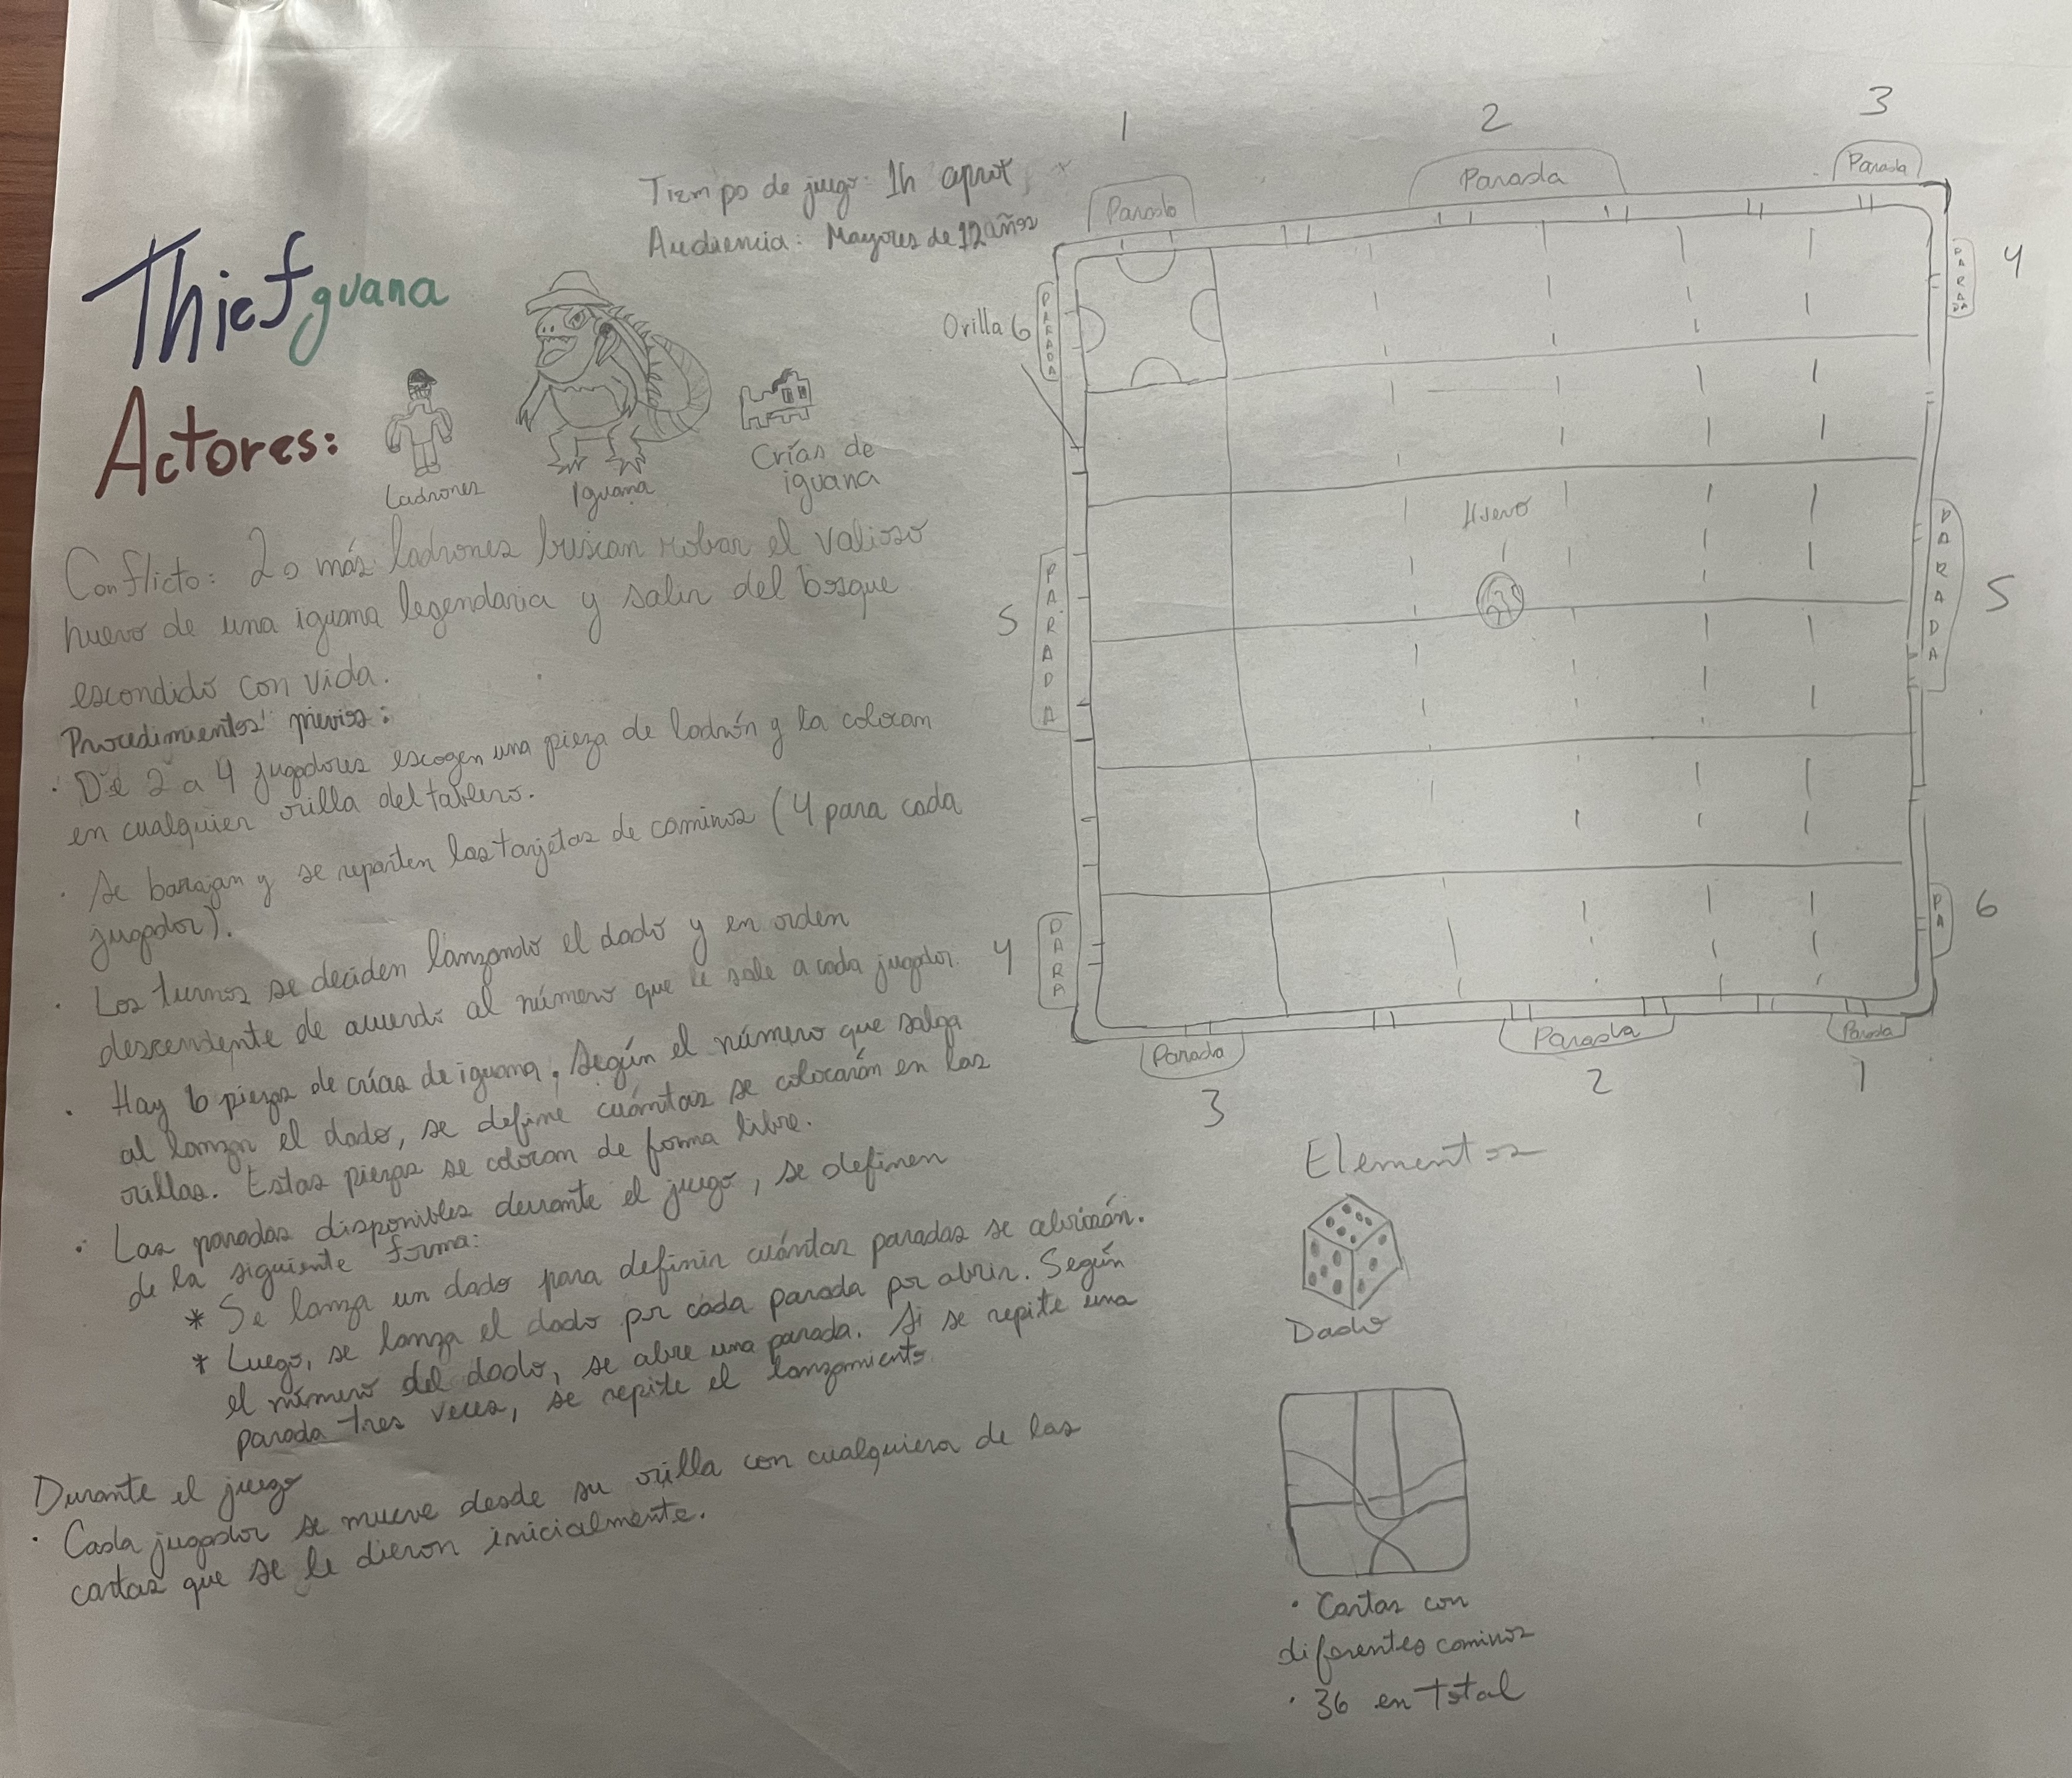 Tiempo de juego: 1h aprox
Audiencia: Mayores de 12 años
Thiefguana
Actores:
Ladrones
Iguana
Crías de
iguana
Conflicto: 2 o más ladrones buscan robar el valioso
huevo de una iguana legendaria y salir del bosque
escondido con vida.
Procedimientos previos:
· De 2 a 4 jugadores escogen una pieza de ladrón y la colocan
en cualquier orilla del tablero.
· Se barajan y se reparten las tarjetas de caminos (4 para cada
jugador).
· Los turnos se deciden lanzando el dado y en orden
descendente de acuerdo al número que le sale a cada jugador.
· Hay 6 piezas de crías de iguana. Según el número que salga
al lanzar el dado, se define cuántas se colocarán en las
orillas. Estas piezas se colocan de forma libre.
· Las paradas disponibles durante el juego, se definen
de la siguiente forma:
* Se lanza un dado para definir cuántas paradas se abrirán.
* Luego, se lanza el dado por cada parada por abrir. Según
el número del dado, se abre una parada. Si se repite una
parada tres veces, se repite el lanzamiento.
Durante el juego
· Cada jugador se mueve desde su orilla con cualquiera de las
cartas que se le dieron inicialmente.
1
2
3
Parada
Parada
Parada
Orilla
6
PARADA
PARADA
4
Huevo
5
PARADA
PARADA
5
4
PARA
PA
6
Parada
Parada
Parada
3
2
1
Elementos
Dado
· Cartas con
diferentes caminos
· 36 en total